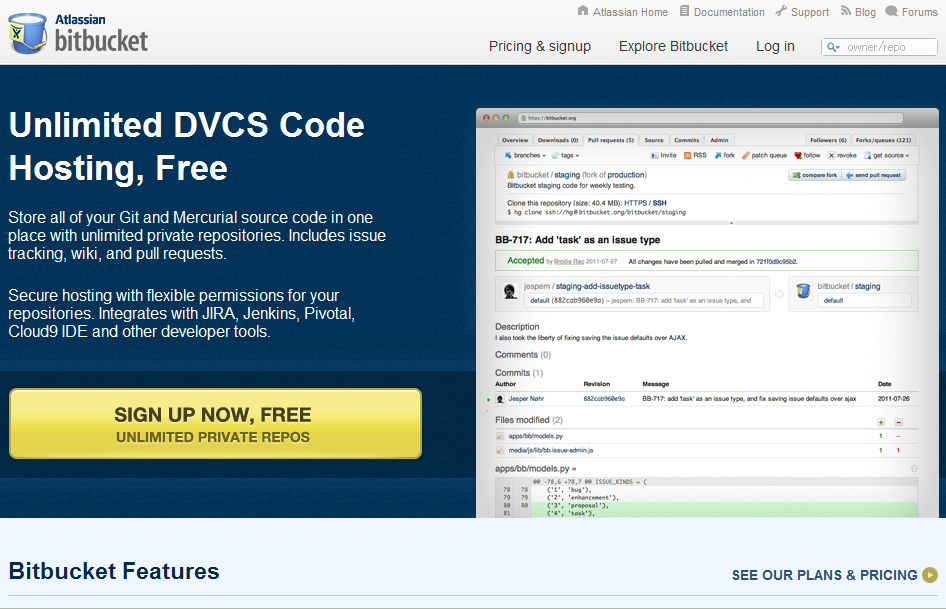 Atlassian
bitbucket
Atlassian Home Documentation Support Blog Forums
Pricing & signup Explore Bitbucket Log in owner/repo
Unlimited DVCS Code
Hosting, Free
Store all of your Git and Mercurial source code in one
place with unlimited private repositories. Includes issue
tracking, wiki, and pull requests.
Secure hosting with flexible permissions for your
repositories. Integrates with JIRA, Jenkins, Pivotal,
Cloud9 IDE and other developer tools.
SIGN UP NOW, FREE
UNLIMITED PRIVATE REPOS
https://bitbucket.org
Overview Downloads (0) Pull requests (5) Source Commits Admin Followers (6) Forks/queues (121)
branches » tags » Invite RSS fork patch queue follow revoke get source »
bitbucket / staging (fork of production) compare fork send pull request
Bitbucket staging code for weekly testing.
Clone this repository (size: 40.4 MB): HTTPS / SSH
$ hg clone ssh://hg@bitbucket.org/bitbucket/staging
BB-717: Add 'task' as an issue type
Accepted by Brodie Rao 2011-07-27 All changes have been pulled and merged in 721f0d9c95b2.
jespern / staging-add-issuetype-task bitbucket / staging
default (882cab960e9a) – jespern: BB-717: add 'task' as an issue type, and default
Description
I also took the liberty of fixing saving the issue defaults over AJAX.
Comments (0)
Commits (1)
Author Revision Message Date
Jesper Nøhr 882cab960e9a BB-717: add 'task' as an issue type, and fix saving issue defaults over ajax 2011-07-26
Files modified (2) + –
apps/bb/models.py 1 –
media/js/lib/bb.issue-admin.js 1 1
apps/bb/models.py »
@@ -78,6 +78,7 @@ ISSUE_KINDS = (
78 78 ('1', 'bug'),
79 79 ('2', 'enhancement'),
80 80 ('3', 'proposal'),
81 ('4', 'task'),
Bitbucket Features
SEE OUR PLANS & PRICING